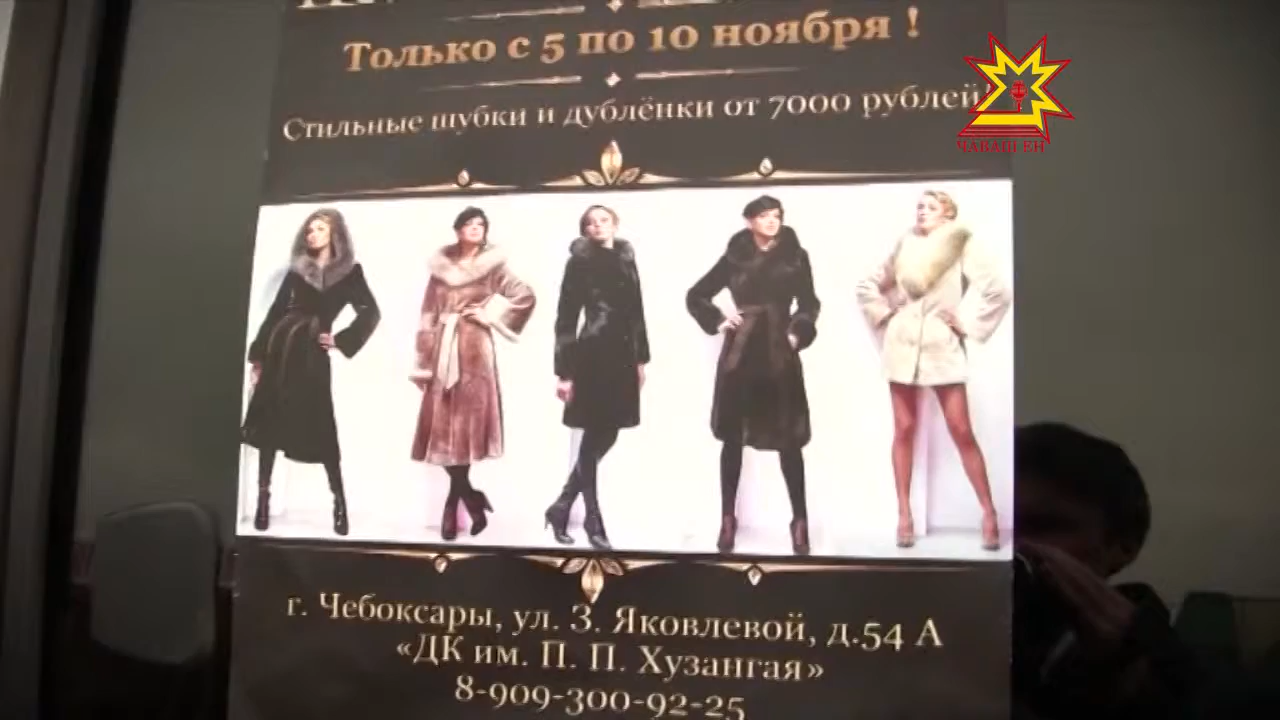 Только с 5 по 10 ноября !
Стильные шубки и дублёнки от 7000 рублей!
ЧӐВАШ ЕН
г. Чебоксары, ул. З. Яковлевой, д.54 А
«ДК им. П. П. Хузангая»
8-909-300-92-25